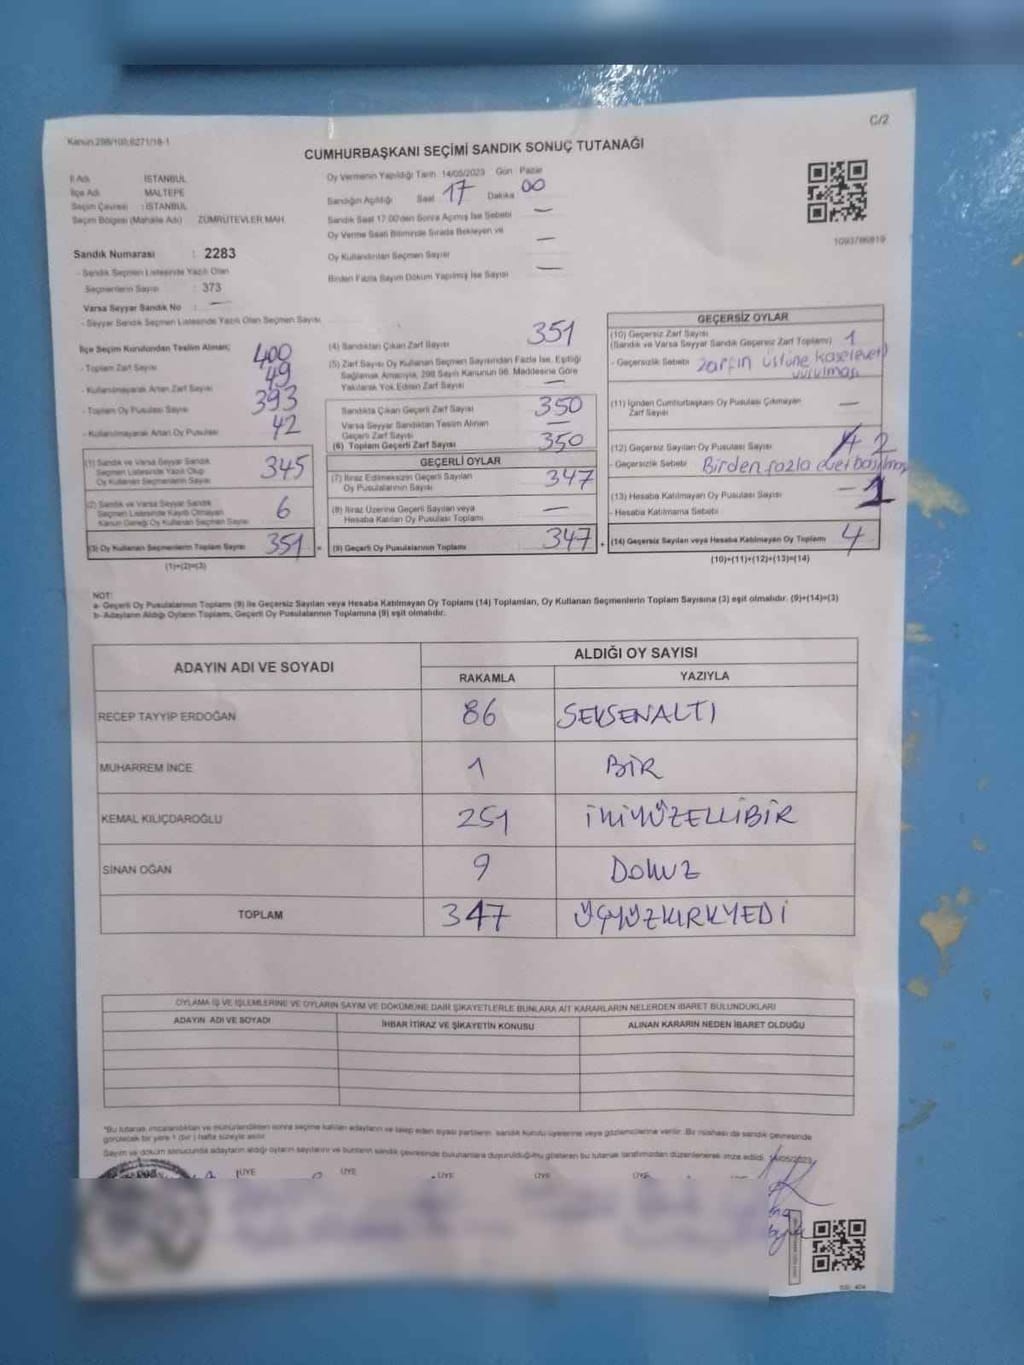 Kanun:298/103;6271/18-1
C/2
CUMHURBAŞKANI SEÇİMİ SANDIK SONUÇ TUTANAĞI
İl Adı : İSTANBUL
İlçe Adı : MALTEPE
Seçim Çevresi : İSTANBUL
Seçim Bölgesi (Mahalle Adı) : ZÜMRÜTEVLER MAH.
Sandık Numarası : 2283
- Sandık Seçmen Listesinde Yazılı Olan
Seçmenlerin Sayısı : 373
Varsa Seyyar Sandık No : —
- Seyyar Sandık Seçmen Listesinde Yazılı Olan Seçmen Sayısı:
Oy Vermenin Yapıldığı Tarih: 14/05/2023 Gün: Pazar
Sandığın Açıldığı Saat 17 Dakika 00
Sandık Saat 17:00'den Sonra Açılmış İse Sebebi —
Oy Verme Saati Bitiminde Sırada Bekleyen ve
Oy Kullandırılan Seçmen Sayısı —
Birden Fazla Sayım Döküm Yapılmış İse Sayısı —
1093786819
İlçe Seçim Kurulundan Teslim Alınan;
- Toplam Zarf Sayısı 400
- Kullanılmayarak Artan Zarf Sayısı 49
- Toplam Oy Pusulası Sayısı 393
- Kullanılmayarak Artan Oy Pusulası 42
(1) Sandık ve Varsa Seyyar Sandık
Seçmen Listesinde Yazılı Olup
Oy Kullanan Seçmenlerin Sayısı 345
(2) Sandık ve Varsa Seyyar Sandık
Seçmen Listesinde Kayıtlı Olmayan
Kanun Gereği Oy Kullanan Seçmen Sayısı 6
(3) Oy Kullanan Seçmenlerin Toplam Sayısı 351 =
(1)+(2)=(3)
(4) Sandıktan Çıkan Zarf Sayısı 351
(5) Zarf Sayısı Oy Kullanan Seçmen Sayısından Fazla İse, Eşitliği
Sağlamak Amacıyla, 298 Sayılı Kanunun 98. Maddesine Göre
Yakılarak Yok Edilen Zarf Sayısı —
Sandıkta Çıkan Geçerli Zarf Sayısı 350
Varsa Seyyar Sandıktan Teslim Alınan
Geçerli Zarf Sayısı —
(6) Toplam Geçerli Zarf Sayısı 350
GEÇERLİ OYLAR
(7) İtiraz Edilmeksizin Geçerli Sayılan
Oy Pusulalarının Sayısı 347
(8) İtiraz Üzerine Geçerli Sayılan veya
Hesaba Katılan Oy Pusulası Toplamı —
(9) Geçerli Oy Pusulalarının Toplamı 347 +
GEÇERSİZ OYLAR
(10) Geçersiz Zarf Sayısı
(Sandık ve Varsa Seyyar Sandık Geçersiz Zarf Toplamı) 1
- Geçersizlik Sebebi: zarfın üstüne kaşe(evet)
vurulması
(11) İçinden Cumhurbaşkanı Oy Pusulası Çıkmayan
Zarf Sayısı —
(12) Geçersiz Sayılan Oy Pusulası Sayısı 2
- Geçersizlik Sebebi: Birden fazla evet basılmış
(13) Hesaba Katılmayan Oy Pusulası Sayısı 1
- Hesaba Katılmama Sebebi :
(14) Geçersiz Sayılan veya Hesaba Katılmayan Oy Toplamı 4
(10)+(11)+(12)+(13)=(14)
NOT:
a- Geçerli Oy Pusulalarının Toplamı (9) ile Geçersiz Sayılan veya Hesaba Katılmayan Oy Toplamı (14) Toplamları, Oy Kullanan Seçmenlerin Toplam Sayısına (3) eşit olmalıdır. (9)+(14)=(3)
b- Adayların Aldığı Oyların Toplamı, Geçerli Oy Pusulalarının Toplamına (9) eşit olmalıdır.
ADAYIN ADI VE SOYADI ALDIĞI OY SAYISI
RAKAMLA YAZIYLA
RECEP TAYYİP ERDOĞAN 86 SEKSENALTI
MUHARREM İNCE 1 BİR
KEMAL KILIÇDAROĞLU 251 İKİYÜZELLİBİR
SİNAN OĞAN 9 DOKUZ
TOPLAM 347 ÜÇYÜZKIRKYEDİ
OYLAMA İŞ VE İŞLEMLERİNE VE OYLARIN SAYIM VE DÖKÜMÜNE DAİR ŞİKAYETLERLE BUNLARA AİT KARARLARIN NELERDEN İBARET BULUNDUKLARI
ADAYIN ADI VE SOYADI İHBAR İTİRAZ VE ŞİKAYETİN KONUSU ALINAN KARARIN NEDEN İBARET OLDUĞU
*Bu tutanak imzalandıktan ve mühürlendikten sonra seçime katılan adayların ve talep eden siyasi partilerin sandık kurulu üyelerine veya gözlemcilerine verilir. Bu nüshası da sandık çevresinde
görülecek bir yere 1 (bir) hafta süreyle asılır.
Sayım ve döküm sonucunda adayların aldığı oyların sayılarını ve bunların sandık çevresinde bulunanlara duyurulduğunu gösteren bu tutanak tarafımızdan düzenlenerek imza edildi. 14/05/2023
ÜYE ÜYE ÜYE ÜYE ÜYE